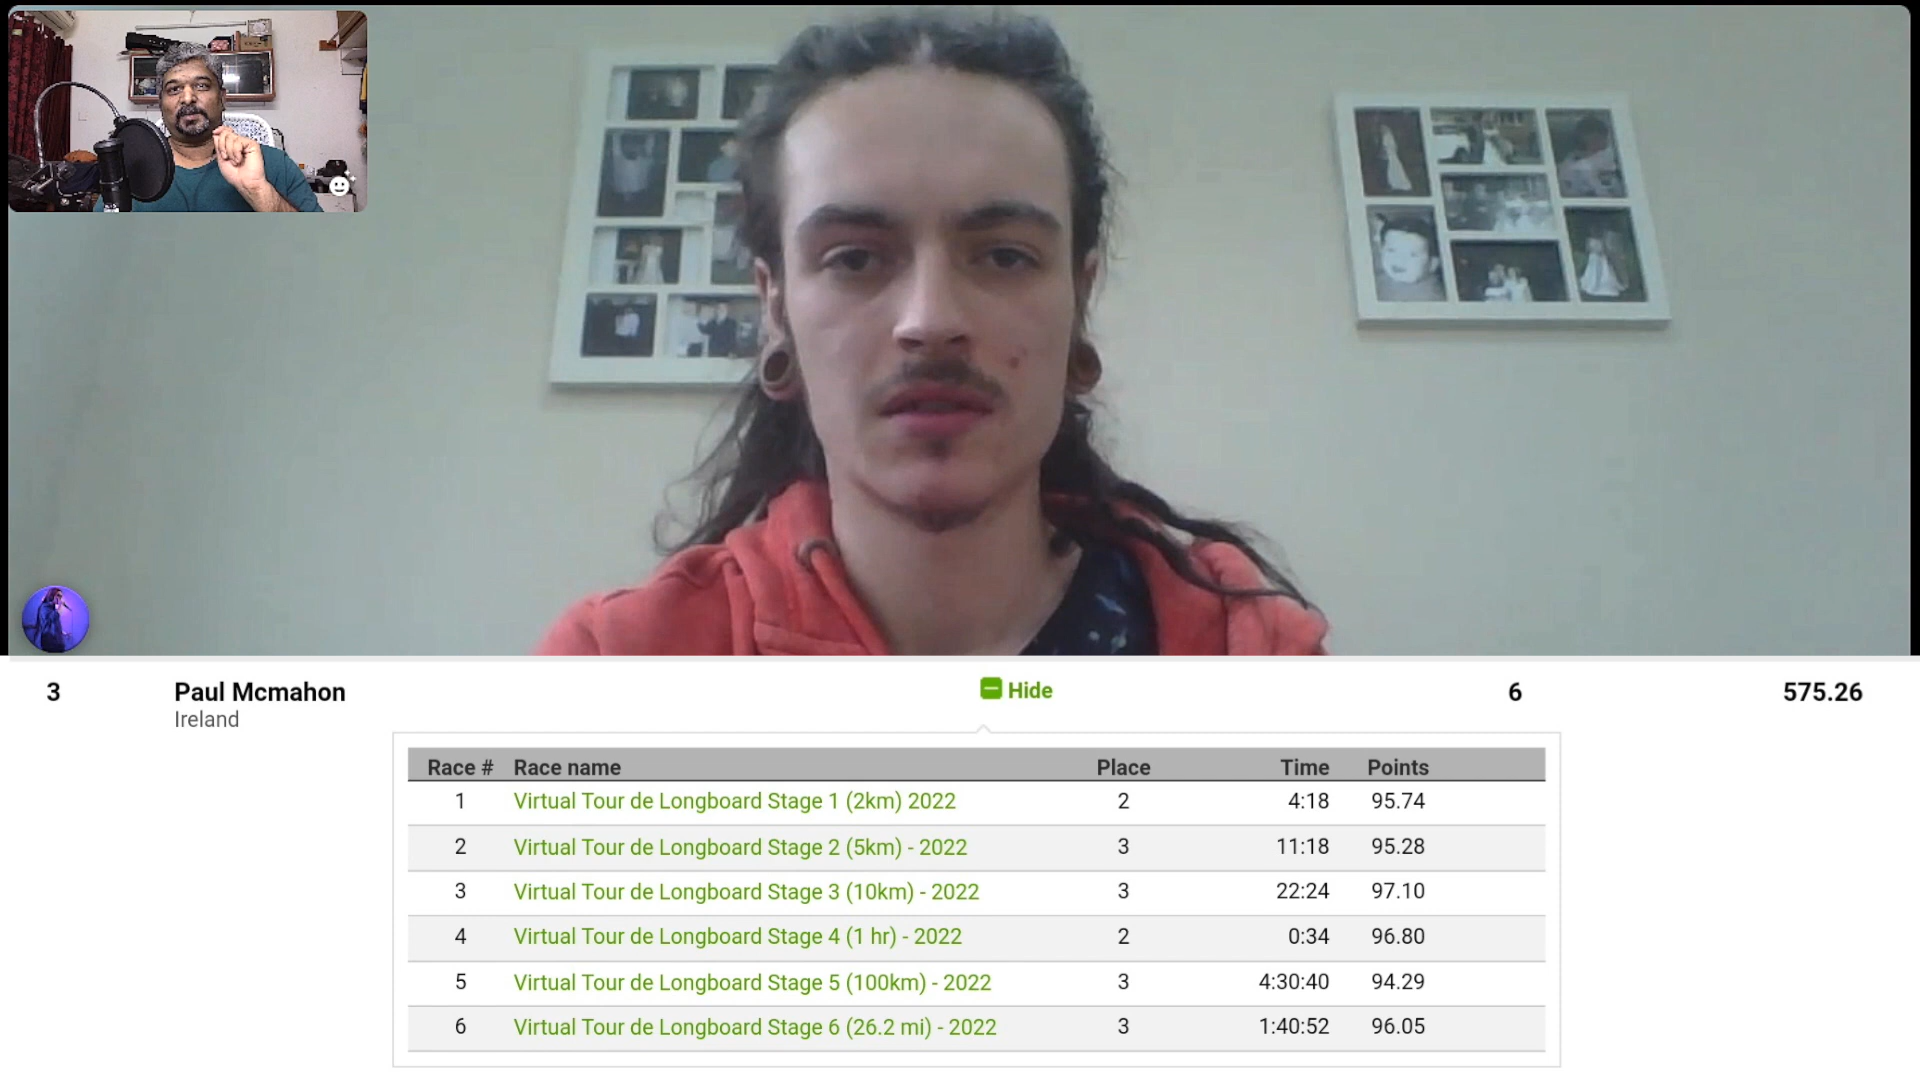 3 Paul Mcmahon Hide 6 575.26
Ireland
Race # Race name Place Time Points
1 Virtual Tour de Longboard Stage 1 (2km) 2022 2 4:18 95.74
2 Virtual Tour de Longboard Stage 2 (5km) - 2022 3 11:18 95.28
3 Virtual Tour de Longboard Stage 3 (10km) - 2022 3 22:24 97.10
4 Virtual Tour de Longboard Stage 4 (1 hr) - 2022 2 0:34 96.80
5 Virtual Tour de Longboard Stage 5 (100km) - 2022 3 4:30:40 94.29
6 Virtual Tour de Longboard Stage 6 (26.2 mi) - 2022 3 1:40:52 96.05